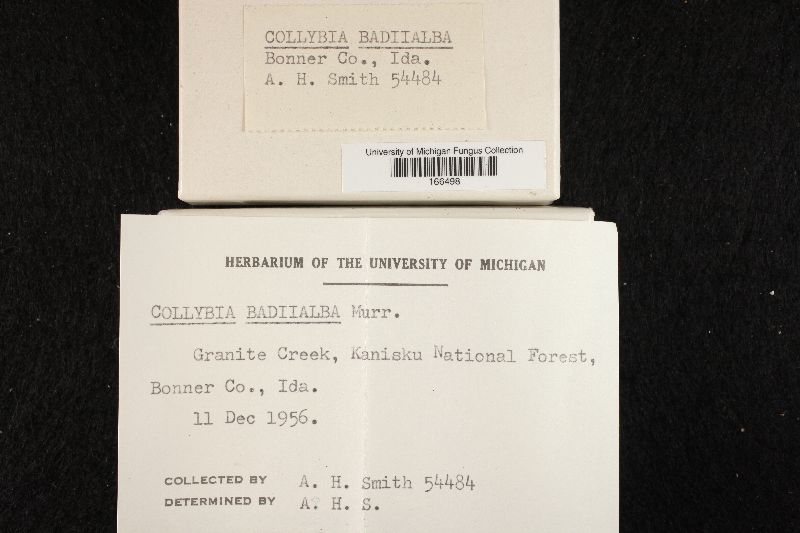 COLLYBIA BADIIALBA
Bonner Co., Ida.
A. H. Smith 54484
University of Michigan Fungus Collection
166498
HERBARIUM OF THE UNIVERSITY OF MICHIGAN
COLLYBIA BADIIALBA Murr.
Granite Creek, Kanisku National Forest,
Bonner Co., Ida.
11 Dec 1956.
COLLECTED BY A. H. Smith 54484
DETERMINED BY A. H. S.